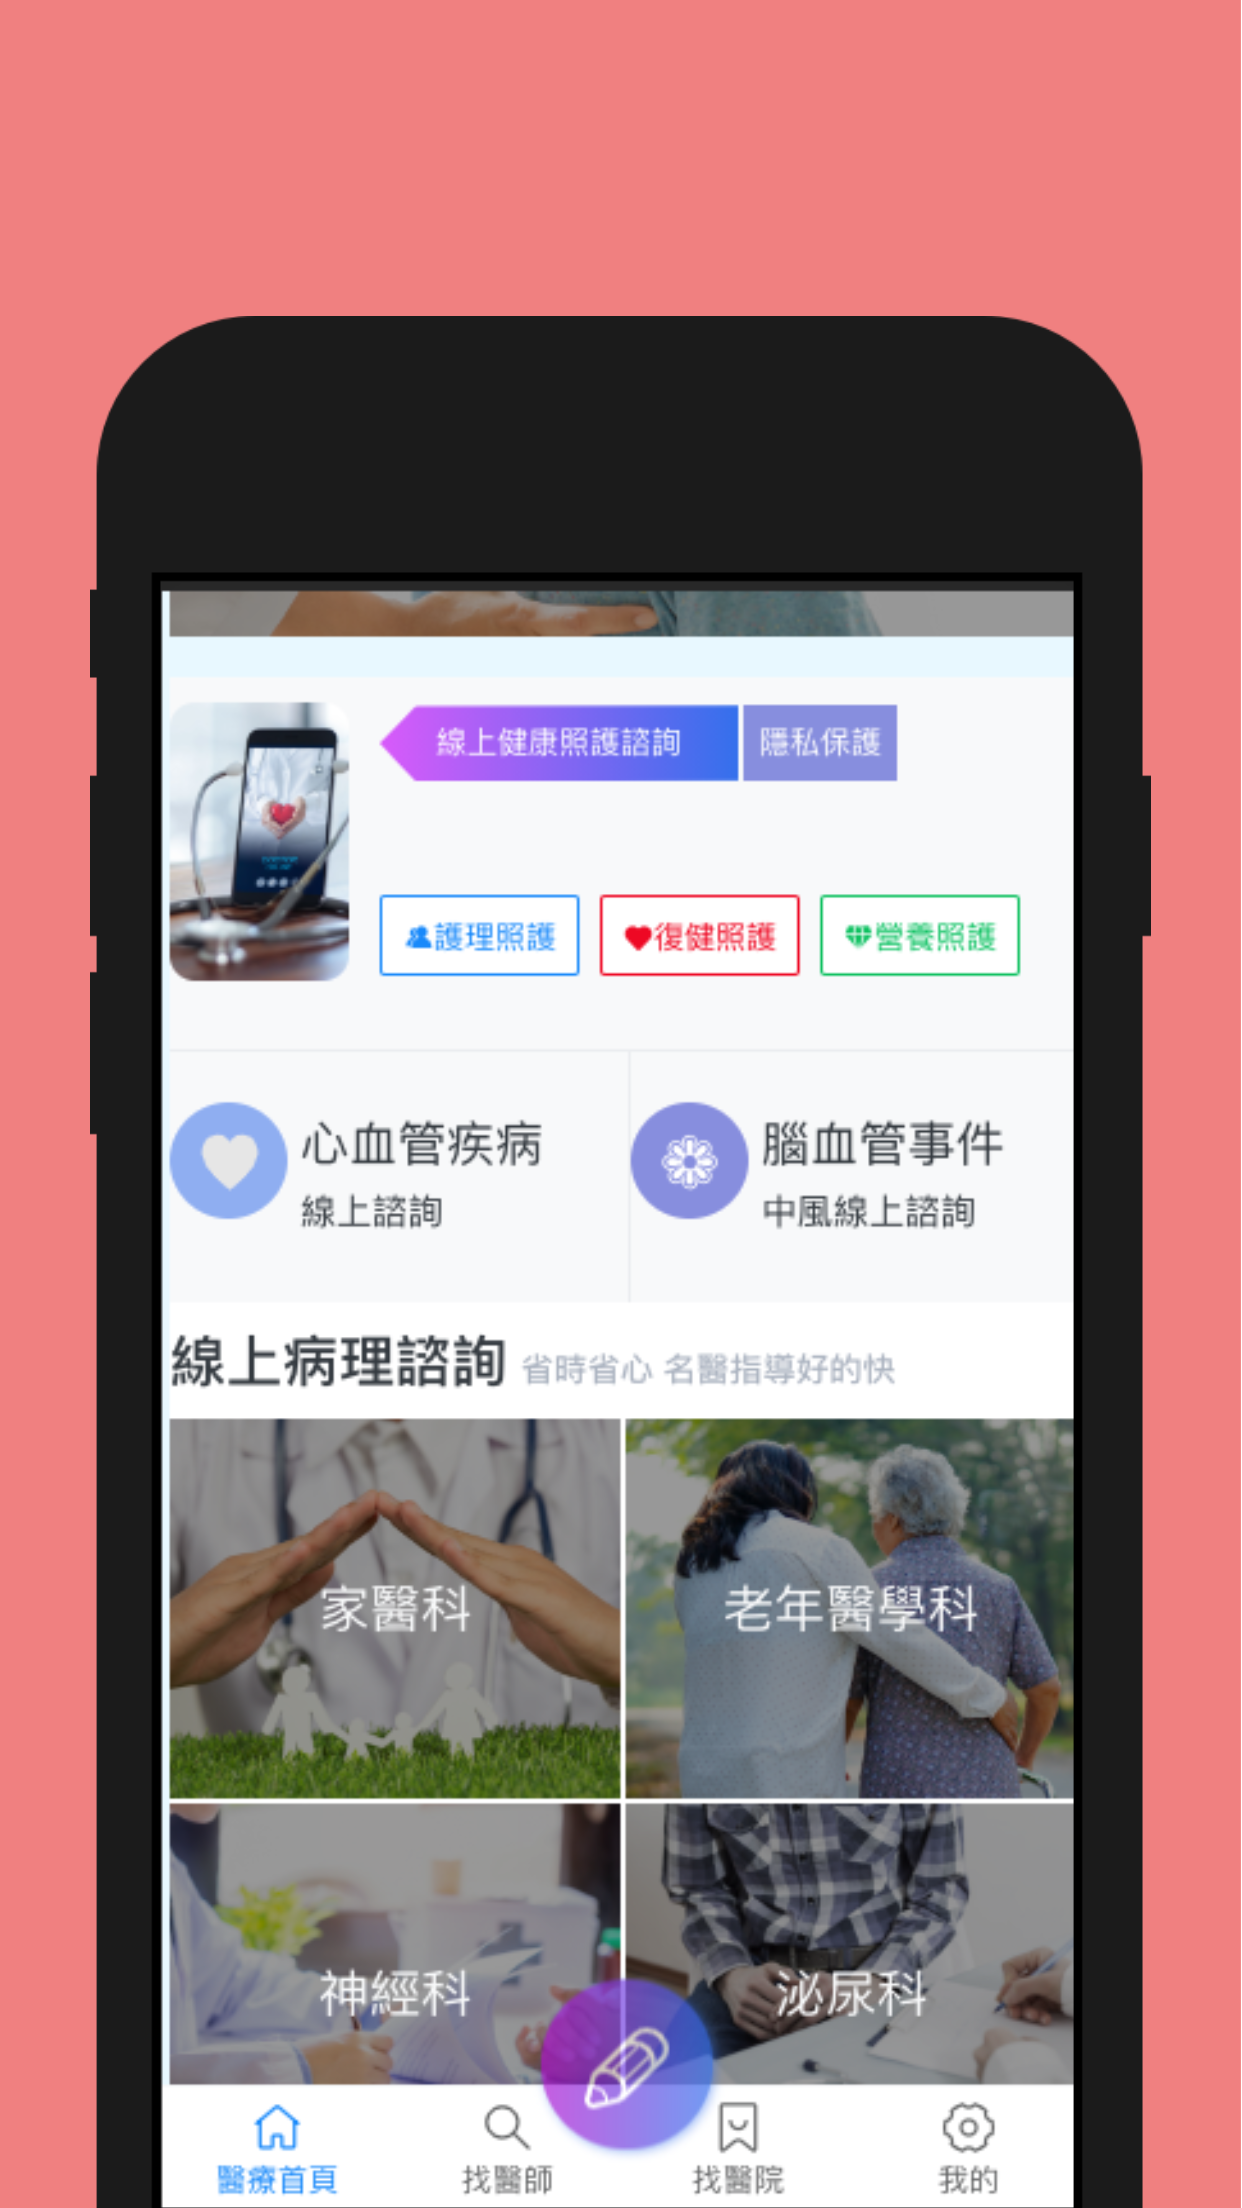 線上健康照護諮詢 隱私保護
護理照護 復健照護 營養照護
心血管疾病
線上諮詢
腦血管事件
中風線上諮詢
線上病理諮詢 省時省心 名醫指導好的快
家醫科
老年醫學科
神經科
泌尿科
醫療首頁 找醫師 找醫院 我的